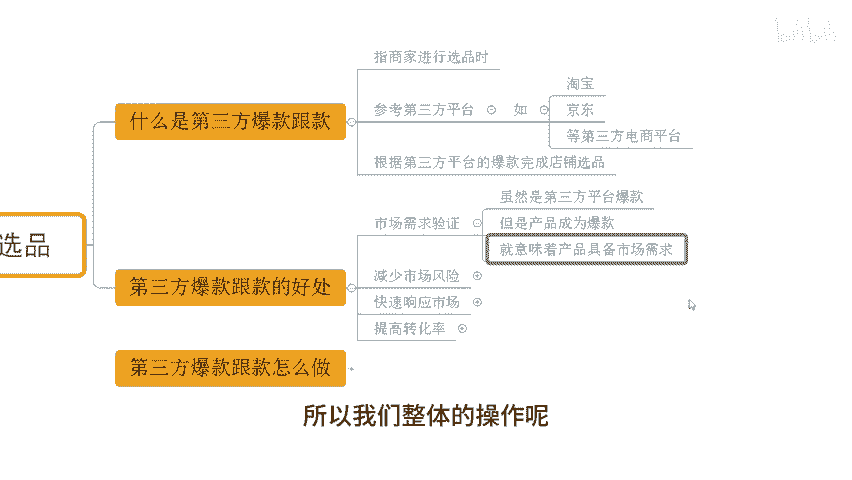 bilibili
选品
什么是第三方爆款跟款
指商家进行选品时
参考第三方平台
如
淘宝
京东
等第三方电商平台
根据第三方平台的爆款完成店铺选品
第三方爆款跟款的好处
市场需求验证
虽然是第三方平台爆款
但是产品成为爆款
就意味着产品具备市场需求
减少市场风险
快速响应市场
提高转化率
第三方爆款跟款怎么做
所以我们整体的操作呢